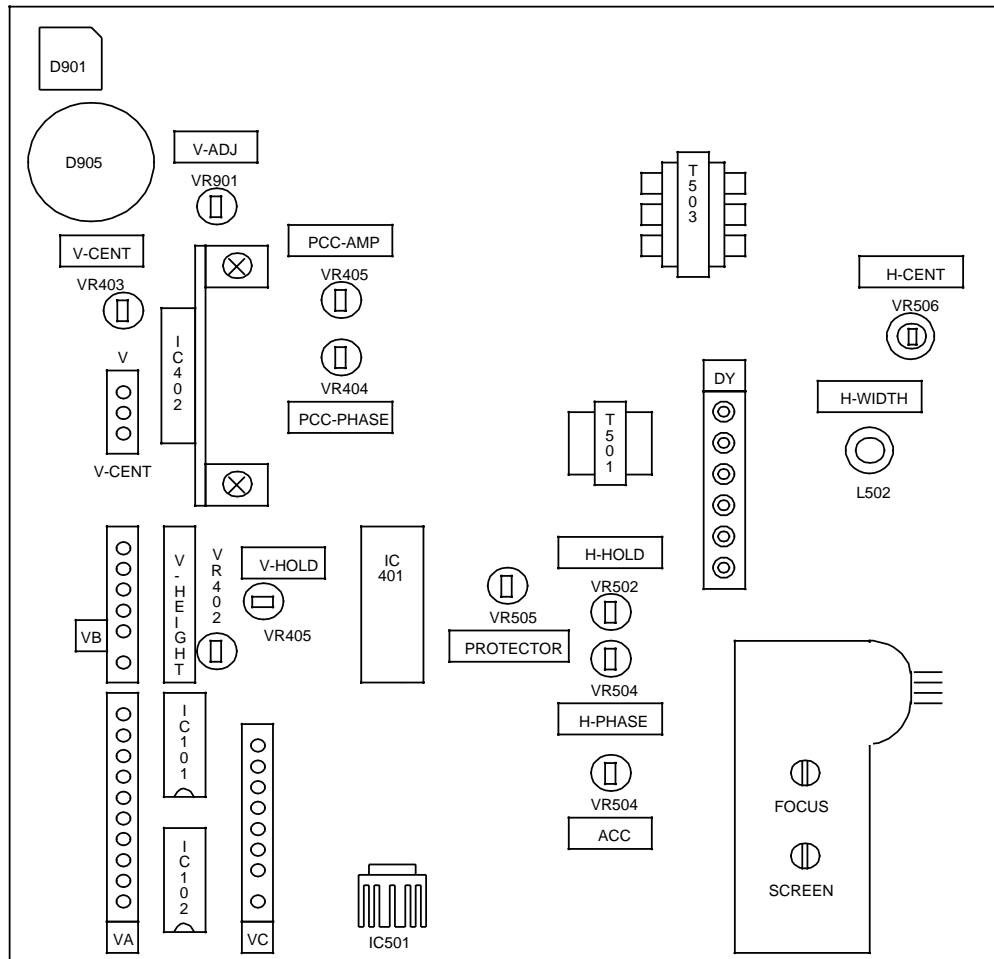 D901
D905
V-ADJ
VR901
T503
V-CENT
VR403
PCC-AMP
VR405
H-CENT
VR506
IC402
V
VR404
PCC-PHASE
DY
H-WIDTH
T501
V-CENT
L502
V-HEIGHT
VR402
V-HOLD
VR405
IC
401
H-HOLD
VR502
VR505
PROTECTOR
VB
VR504
H-PHASE
IC101
VR504
ACC
FOCUS
IC102
SCREEN
VA
VC
IC501